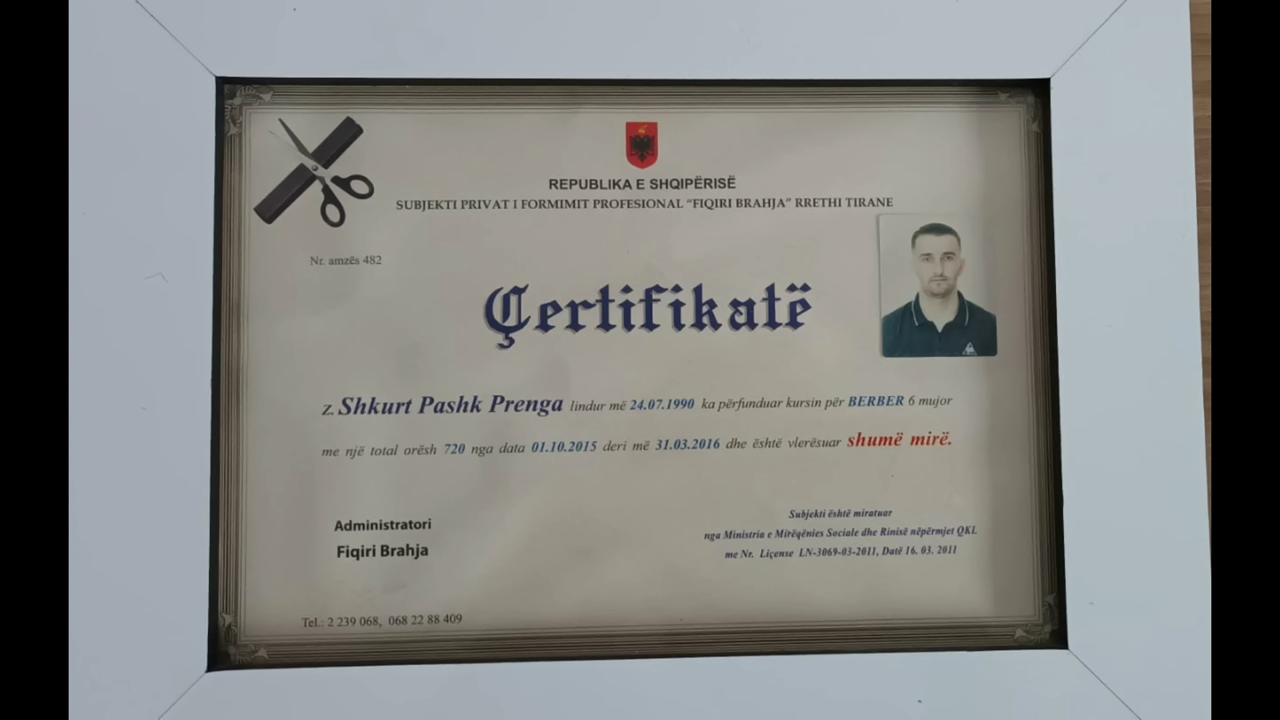 REPUBLIKA E SHQIPËRISË
SUBJEKTI PRIVAT I FORMIMIT PROFESIONAL "FIQIRI BRAHJA" RRETHI TIRANE
Nr. amzës 482
Çertifikatë
z. Shkurt Pashk Prenga lindur më 24.07.1990 ka përfunduar kursin për BERBER 6 mujor
me një total orësh 720 nga data 01.10.2015 deri më 31.03.2016 dhe është vlerësuar shumë mirë.
Administratori
Fiqiri Brahja
Subjekti është miratuar
nga Ministria e Mirëqënies Sociale dhe Rinisë nëpërmjet QKL
me Nr. Liçense LN-3069-03-2011, Datë 16. 03. 2011
Tel.: 2 239 068, 068 22 88 409